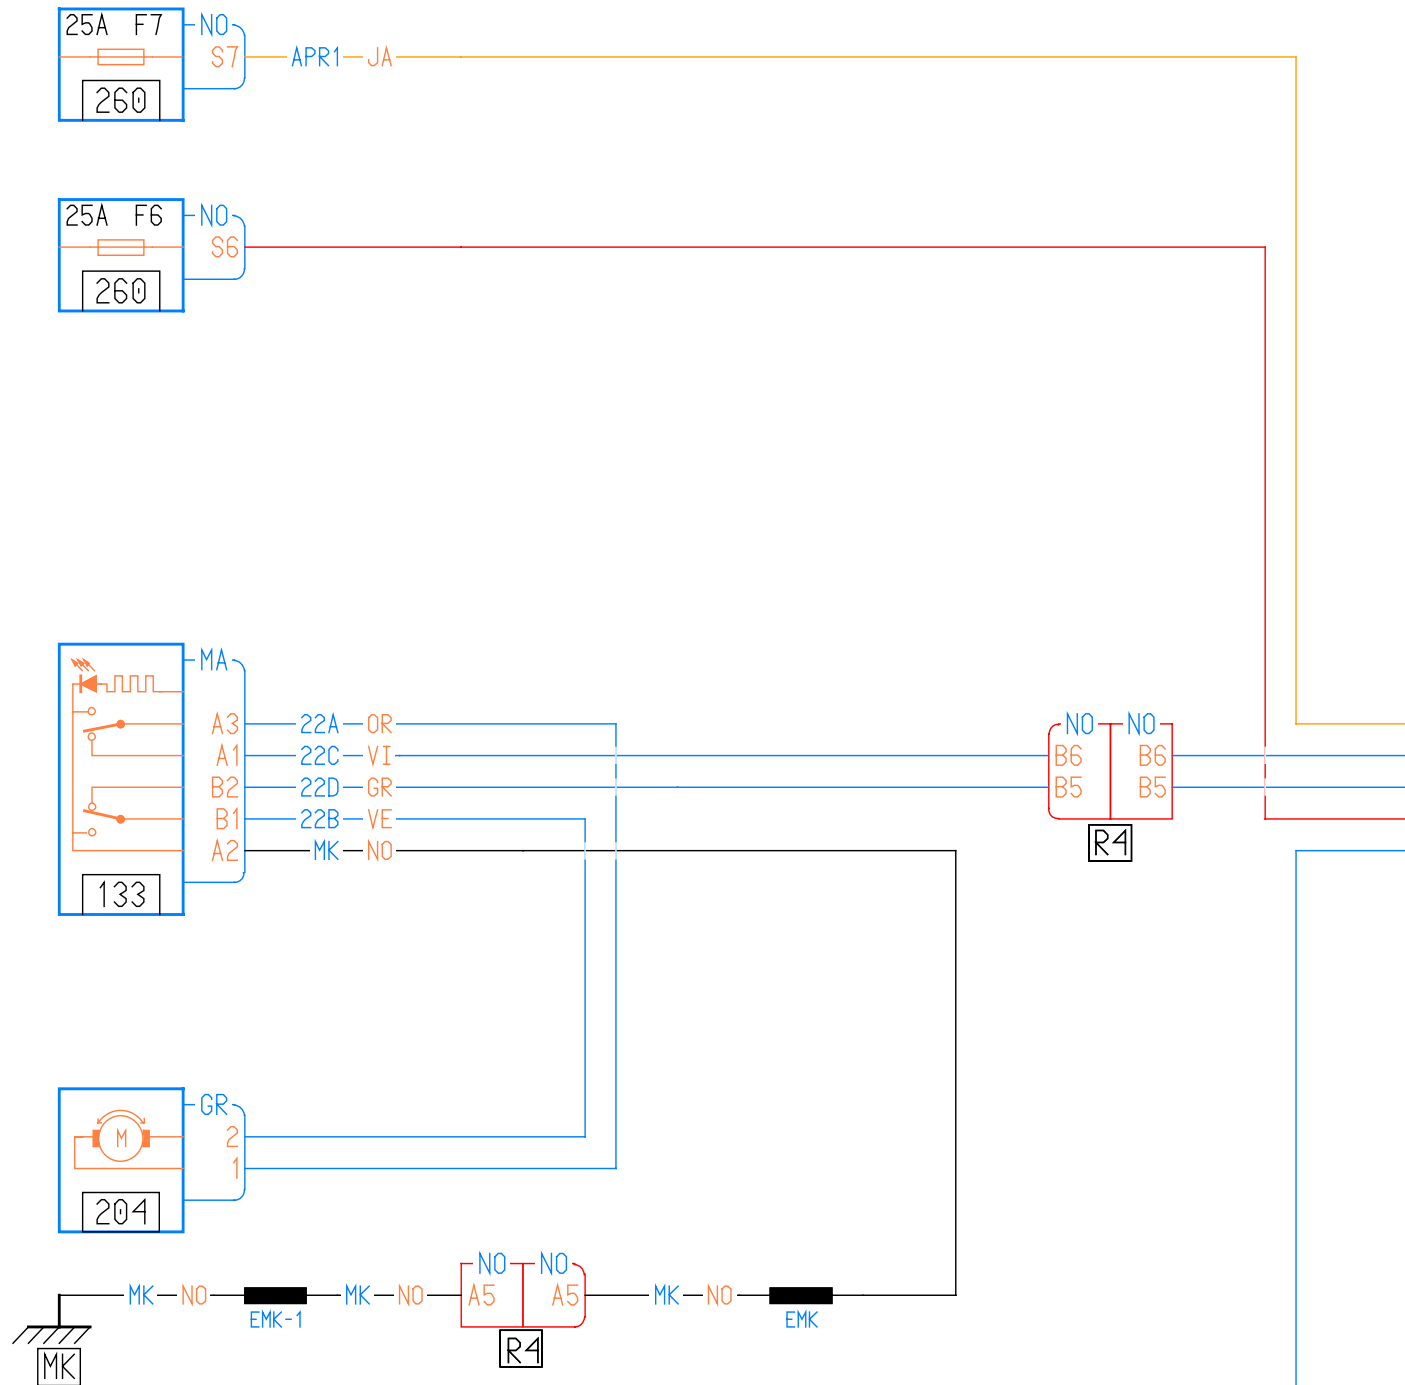 25A F7 NO
S7 APR1 JA
260
25A F6 NO
S6
260
MA
A3 22A OR NO NO
A1 22C VI B6 B6
B2 22D GR B5 B5
B1 22B VE
R4
A2 MK NO
133
GR
2
M
1
204
NO NO
MK NO MK NO A5 A5 MK NO
EMK-1 EMK
R4
MK